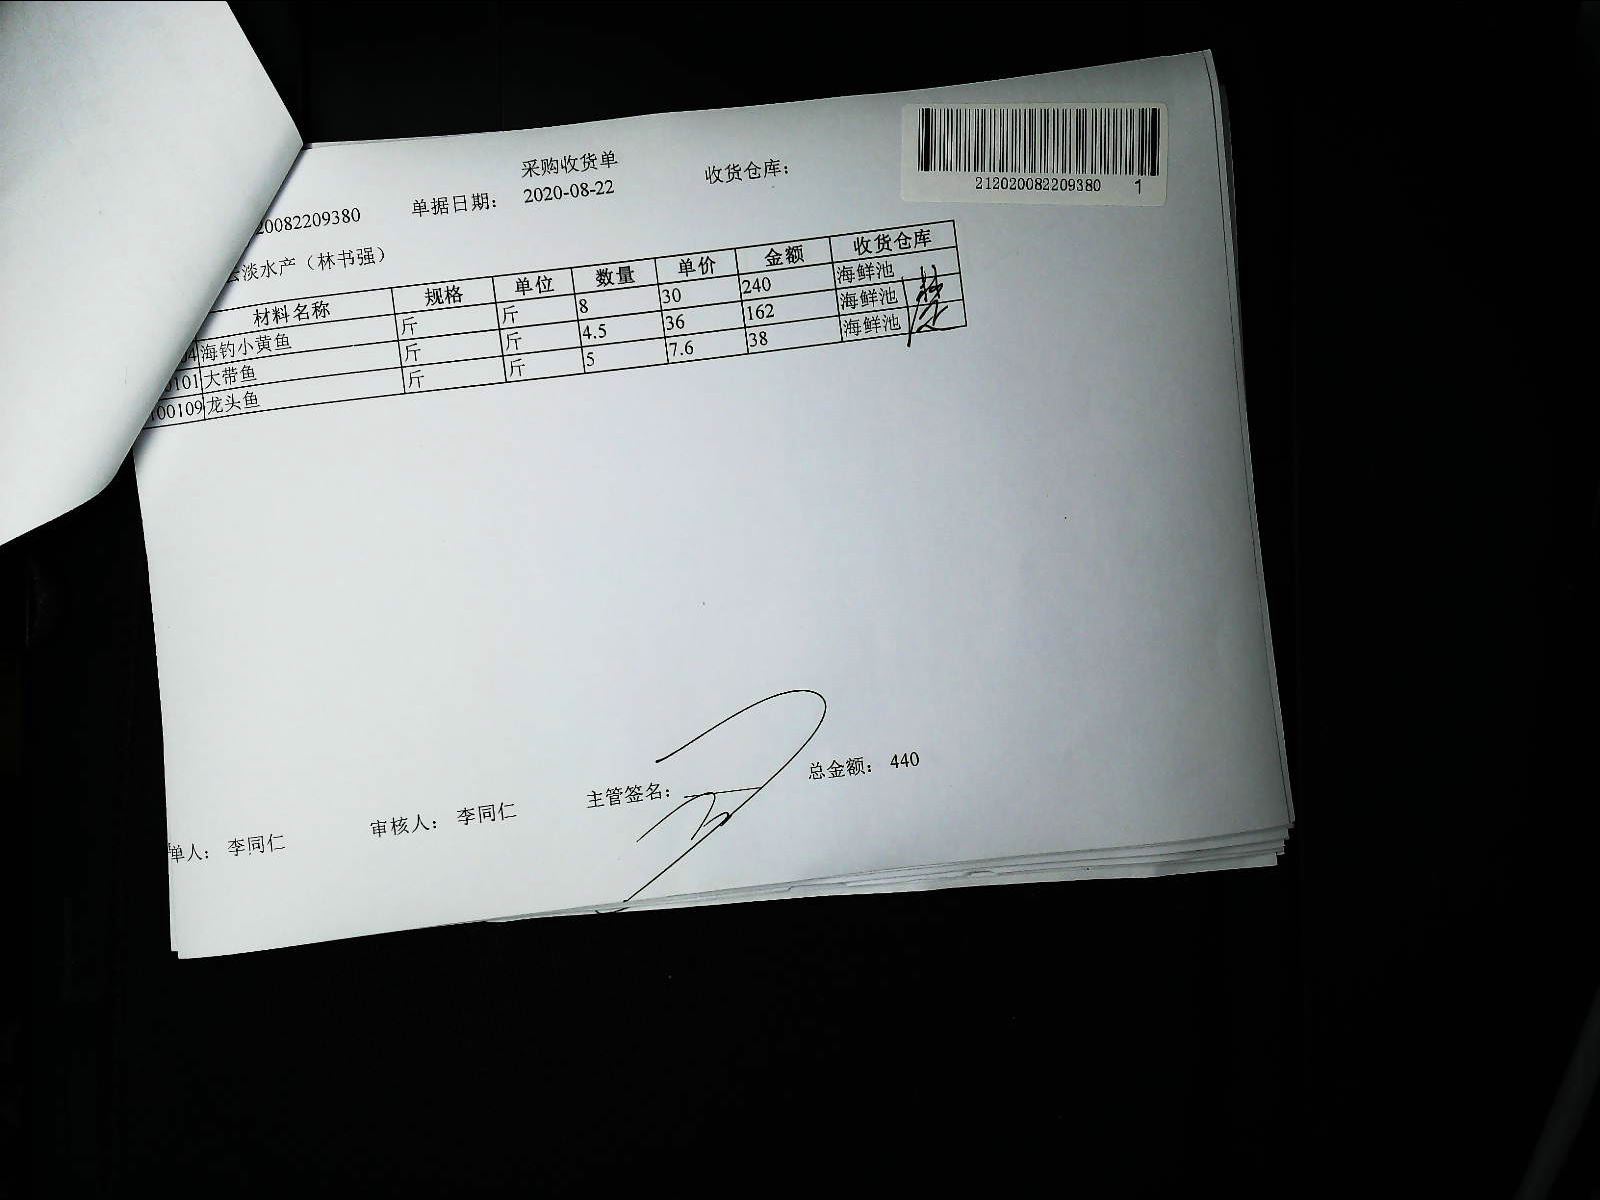 212020082209380 1
采购收货单
20082209380 单据日期： 2020-08-22 收货仓库：
淡水产（林书强）
材料名称 规格 单位 数量 单价 金额 收货仓库
04 海钓小黄鱼 斤 斤 8 30 240 海鲜池
0101 大带鱼 斤 斤 4.5 36 162 海鲜池
100109 龙头鱼 斤 斤 5 7.6 38 海鲜池
单人： 李同仁 审核人： 李同仁 主管签名： 总金额： 440